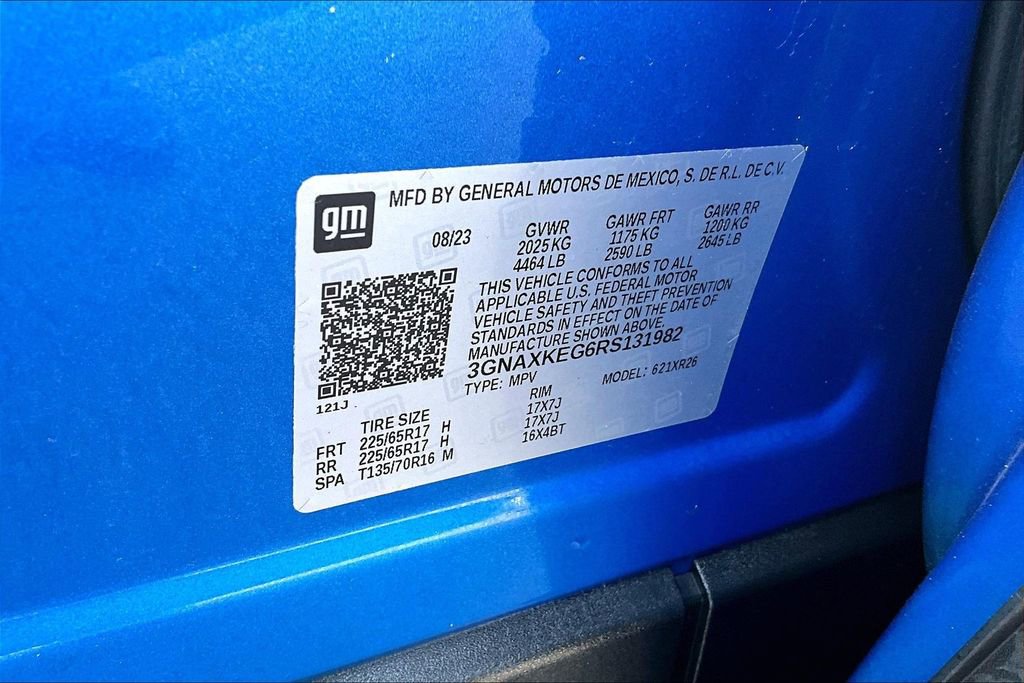 gm
MFD BY GENERAL MOTORS DE MEXICO, S. DE R.L. DE C.V.
08/23 GVWR GAWR FRT GAWR RR
2025 KG 1175 KG 1200 KG
4464 LB 2590 LB 2645 LB
THIS VEHICLE CONFORMS TO ALL
APPLICABLE U.S. FEDERAL MOTOR
VEHICLE SAFETY AND THEFT PREVENTION
STANDARDS IN EFFECT ON THE DATE OF
MANUFACTURE SHOWN ABOVE.
3GNAXKEG6RS131982
TYPE: MPV MODEL: 621XR26
121J
TIRE SIZE RIM
FRT 225/65R17 H 17X7J
RR 225/65R17 H 17X7J
SPA T135/70R16 M 16X4BT